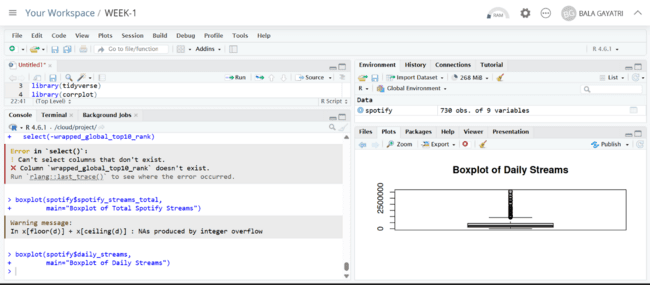 Your Workspace / WEEK-1
RAM
BG
BALA GAYATRI
File Edit Code View Plots Session Build Debug Profile Tools Help
Go to file/function
Addins
R 4.6.1
Untitled1*
Run
Source
3 library(tidyverse)
4 library(corrplot)
22:41 (Top Level) R Script
Console Terminal Background Jobs
R 4.6.1 · /cloud/project/
+ select(-wrapped_global_top10_rank)
Error in `select()`:
! Can't select columns that don't exist.
✖ Column `wrapped_global_top10_rank` doesn't exist.
Run `rlang::last_trace()` to see where the error occurred.
> boxplot(spotify$spotify_streams_total,
+ main="Boxplot of Total Spotify Streams")
Warning message:
In x[floor(d)] + x[ceiling(d)] : NAs produced by integer overflow
> boxplot(spotify$daily_streams,
+ main="Boxplot of Daily Streams")
>
Environment History Connections Tutorial
Import Dataset
268 MiB
List
R
Global Environment
Data
spotify 730 obs. of 9 variables
Files Plots Packages Help Viewer Presentation
Zoom Export Publish
Boxplot of Daily Streams
2500000
0